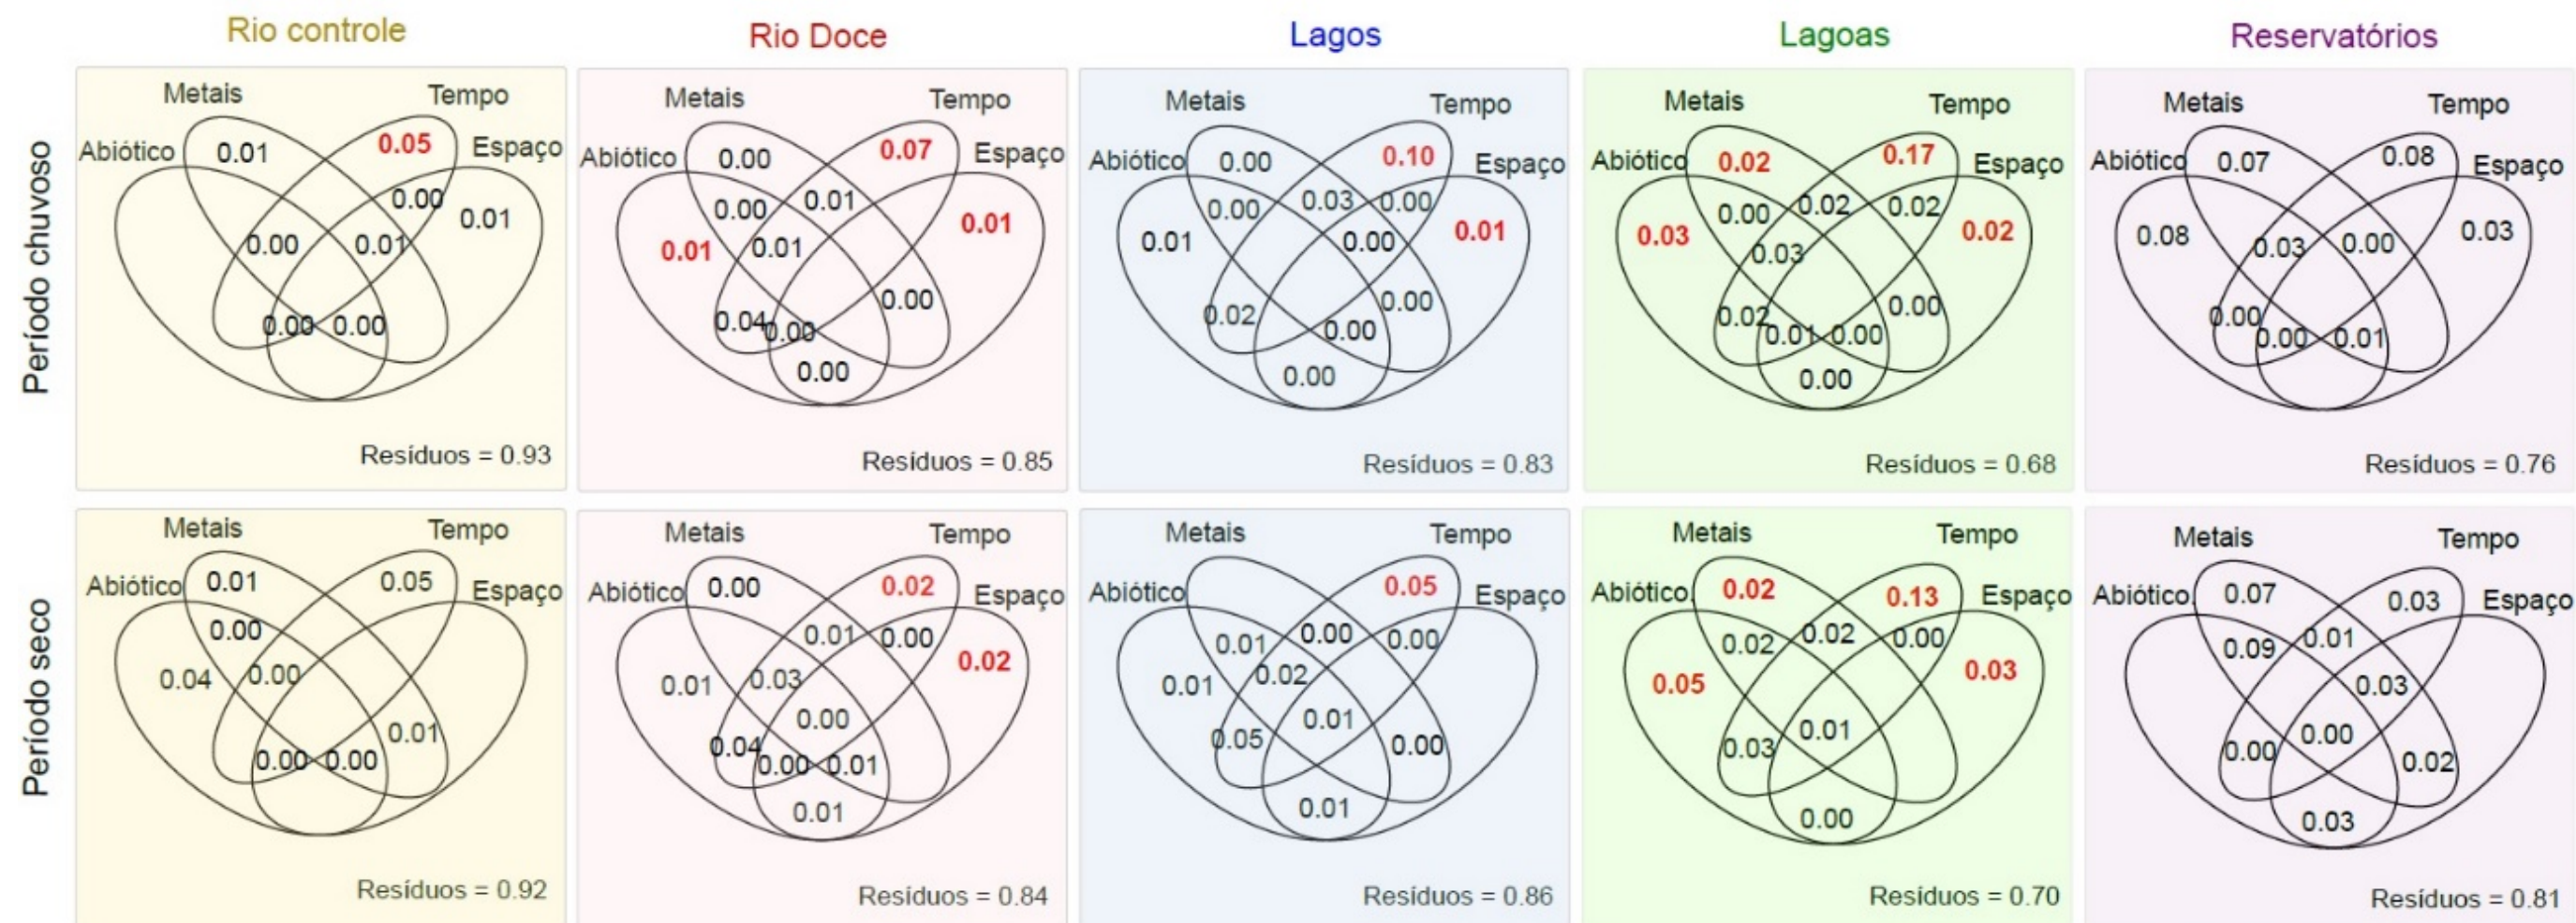 Rio controle
Rio Doce
Lagos
Lagoas
Reservatórios
Período chuvoso
Metais
Tempo
Abiótico
Espaço
0.01
0.05
0.00
0.01
0.00
0.01
0.00
0.00
Resíduos = 0.93
Metais
Tempo
Abiótico
Espaço
0.00
0.07
0.00
0.01
0.01
0.01
0.01
0.00
0.04
0.00
0.00
Resíduos = 0.85
Metais
Tempo
Abiótico
Espaço
0.00
0.10
0.00
0.03
0.00
0.01
0.01
0.00
0.02
0.00
0.00
0.00
Resíduos = 0.83
Metais
Tempo
Abiótico
Espaço
0.02
0.17
0.00
0.02
0.02
0.03
0.02
0.03
0.02
0.00
0.01
0.00
0.00
Resíduos = 0.68
Metais
Tempo
Abiótico
Espaço
0.07
0.08
0.08
0.03
0.03
0.00
0.00
0.00
0.01
Resíduos = 0.76
Período seco
Metais
Tempo
Abiótico
Espaço
0.01
0.05
0.00
0.04
0.00
0.01
0.00
0.00
Resíduos = 0.92
Metais
Tempo
Abiótico
Espaço
0.00
0.02
0.01
0.00
0.01
0.03
0.02
0.00
0.04
0.00
0.01
0.01
Resíduos = 0.84
Metais
Tempo
Abiótico
Espaço
0.05
0.01
0.00
0.00
0.01
0.02
0.01
0.05
0.00
0.01
Resíduos = 0.86
Metais
Tempo
Abiótico
Espaço
0.02
0.13
0.02
0.02
0.00
0.05
0.03
0.01
0.03
0.00
Resíduos = 0.70
Metais
Tempo
Abiótico
Espaço
0.07
0.03
0.09
0.01
0.03
0.00
0.00
0.02
0.03
Resíduos = 0.81